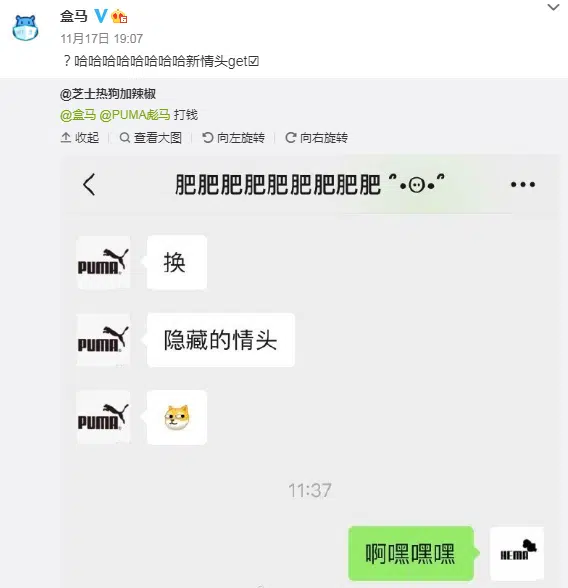 盒马
11月17日 19:07
？哈哈哈哈哈哈哈哈新情头get☑
@芝士热狗加辣椒
@盒马 @PUMA彪马 打钱
收起 查看大图 向左旋转 向右旋转
肥肥肥肥肥肥肥肥肥
PUMA 换
PUMA 隐藏的情头
PUMA
11:37
啊嘿嘿嘿 HEMA